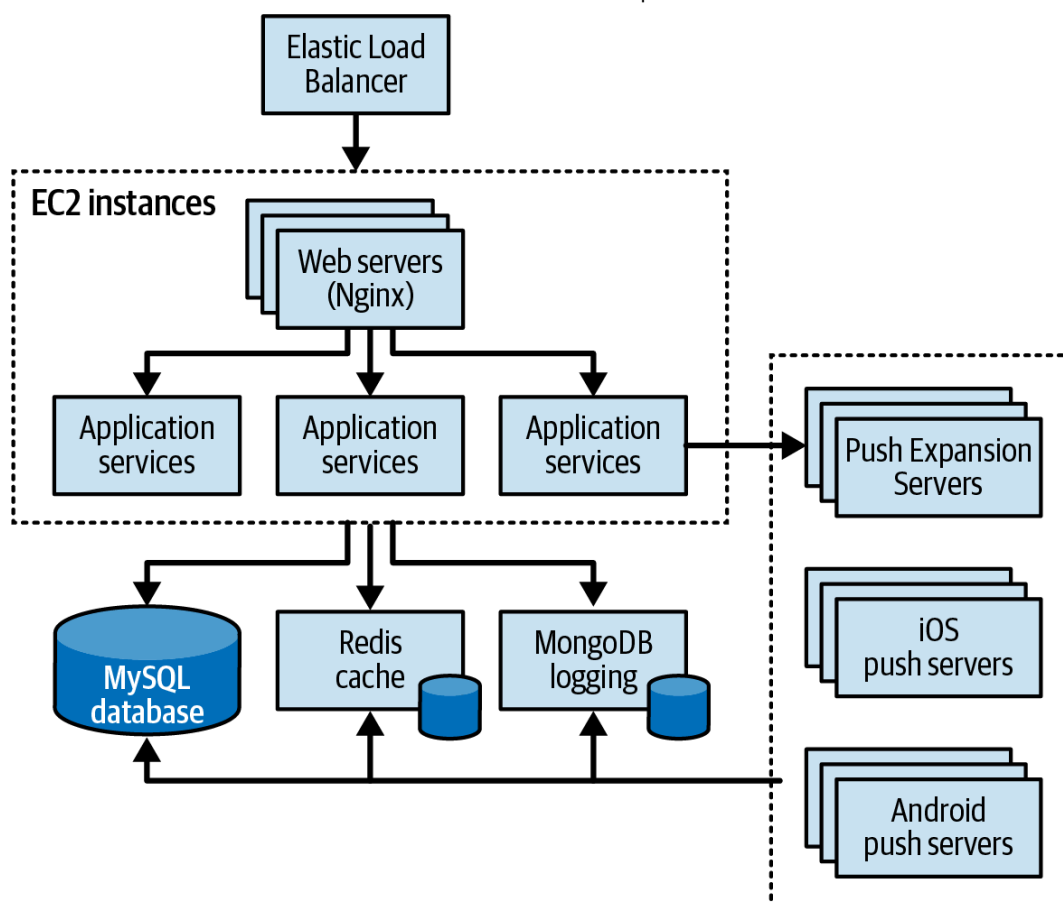 Elastic Load
Balancer
EC2 instances
Web servers
(Nginx)
Application
services
Application
services
Application
services
Push Expansion
Servers
MySQL
database
Redis
cache
MongoDB
logging
iOS
push servers
Android
push servers